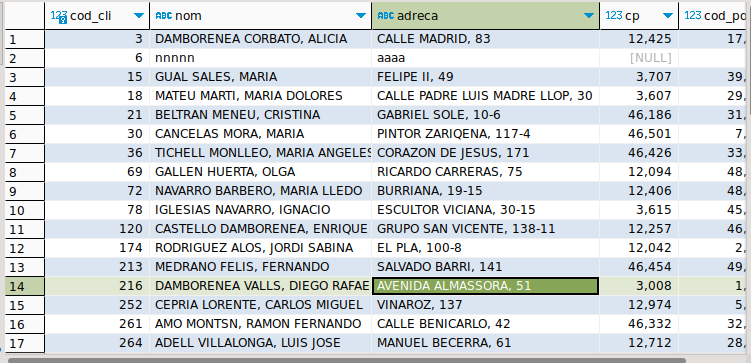 123 cod_cli ABC nom ABC adreca 123 cp 123 cod_po
1 3 DAMBORENEA CORBATO, ALICIA CALLE MADRID, 83 12,425 17,
2 6 nnnnn aaaa [NULL]
3 15 GUAL SALES, MARIA FELIPE II, 49 3,707 39,
4 18 MATEU MARTI, MARIA DOLORES CALLE PADRE LUIS MADRE LLOP, 30 3,607 29,
5 21 BELTRAN MENEU, CRISTINA GABRIEL SOLE, 10-6 46,186 31,
6 30 CANCELAS MORA, MARIA PINTOR ZARIQENA, 117-4 46,501 7,
7 36 TICHELL MONLLEO, MARIA ANGELES CORAZON DE JESUS, 171 46,426 33,
8 69 GALLEN HUERTA, OLGA RICARDO CARRERAS, 75 12,094 48,
9 72 NAVARRO BARBERO, MARIA LLEDO BURRIANA, 19-15 12,406 48,
10 78 IGLESIAS NAVARRO, IGNACIO ESCULTOR VICIANA, 30-15 3,615 45,
11 120 CASTELLO DAMBORENEA, ENRIQUE GRUPO SAN VICENTE, 138-11 12,257 46,
12 174 RODRIGUEZ ALOS, JORDI SABINA EL PLA, 100-8 12,042 2,
13 213 MEDRANO FELIS, FERNANDO SALVADO BARRI, 141 46,454 49,
14 216 DAMBORENEA VALLS, DIEGO RAFAE AVENIDA ALMASSORA, 51 3,008 1,
15 252 CEPRIA LORENTE, CARLOS MIGUEL VINAROZ, 137 12,974 5,
16 261 AMO MONTSN, RAMON FERNANDO CALLE BENICARLO, 42 46,332 32,
17 264 ADELL VILLALONGA, LUIS JOSE MANUEL BECERRA, 61 12,712 28,